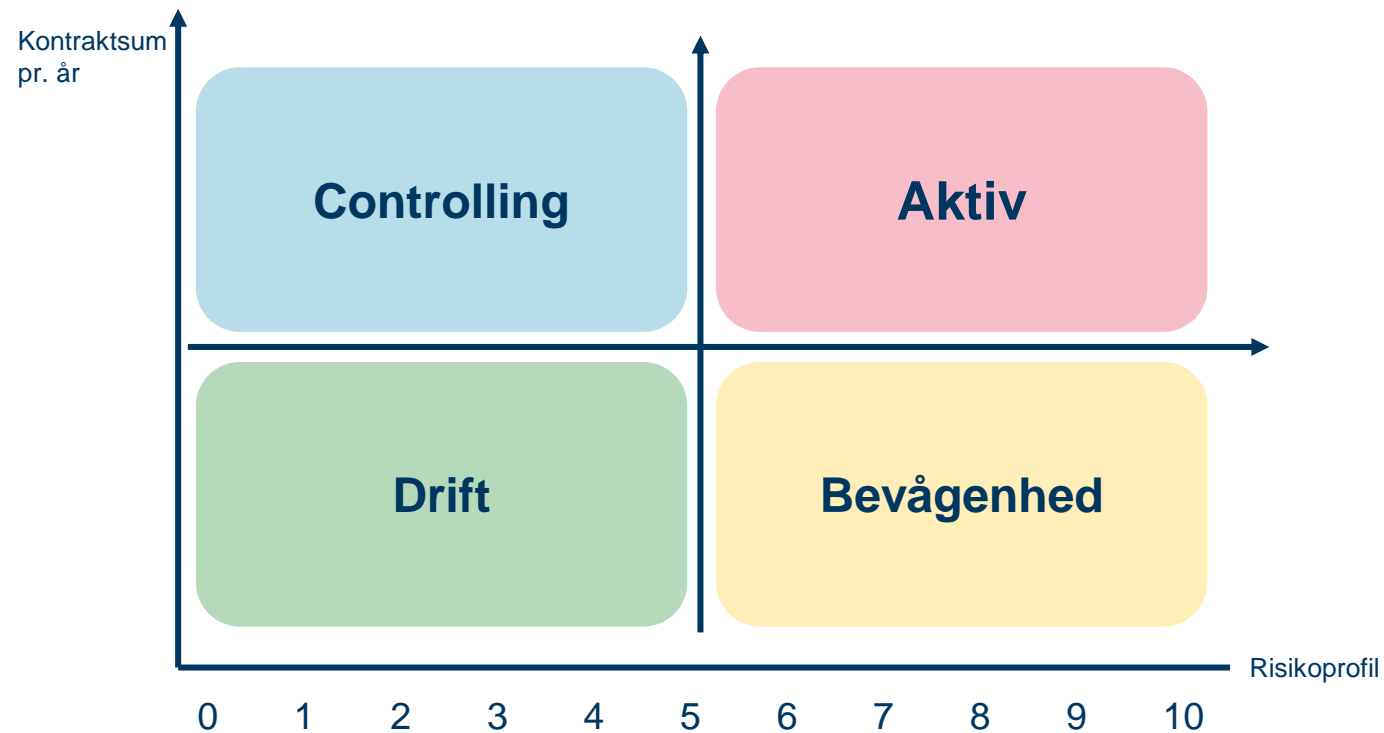 Kontraktsum
pr. år
Controlling
Aktiv
Drift
Bevågenhed
Risikoprofil
0 1 2 3 4 5 6 7 8 9 10